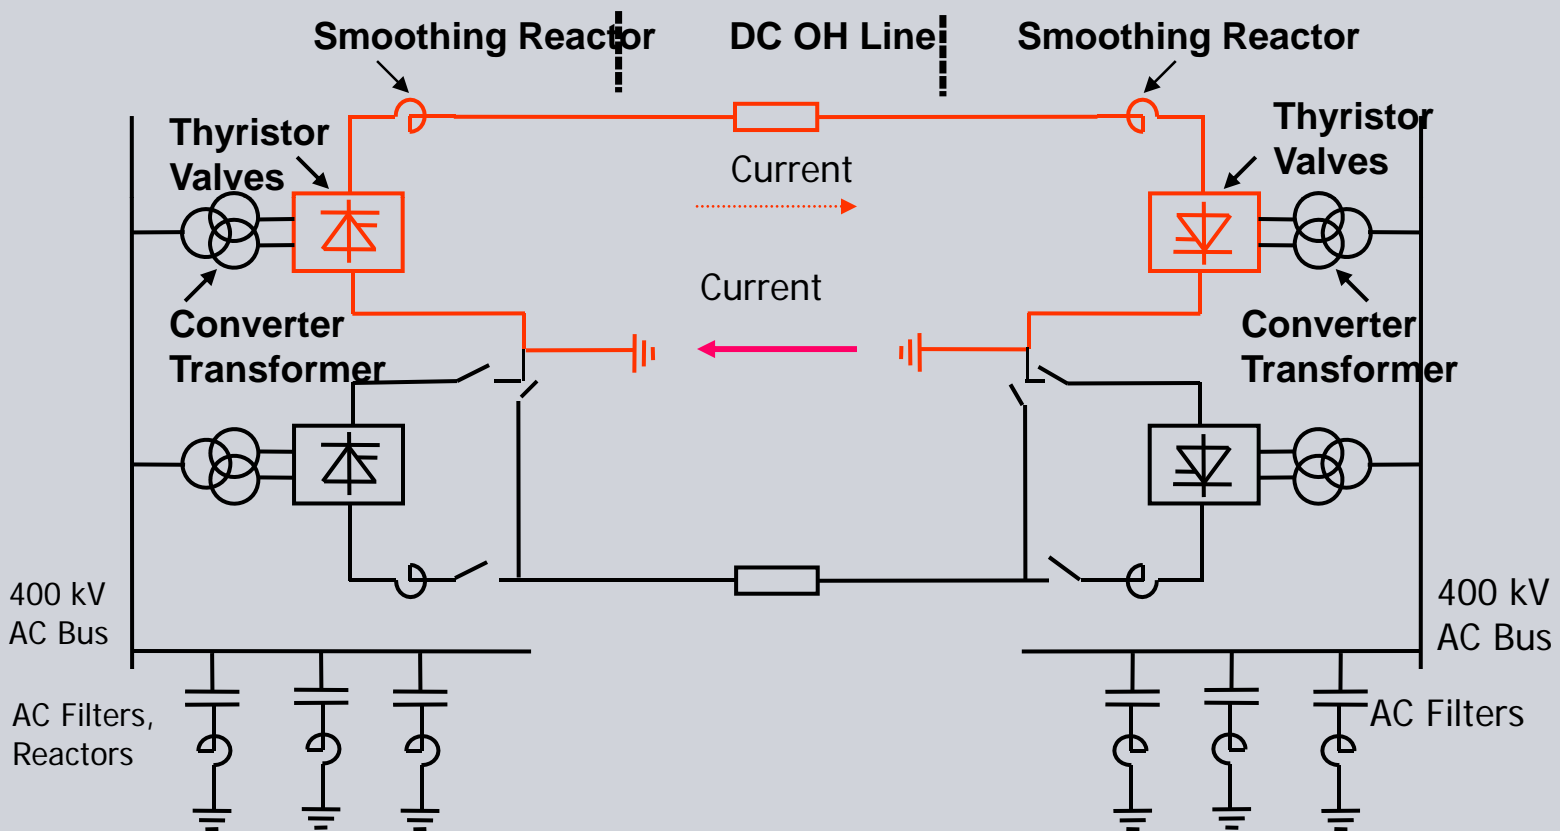 Smoothing Reactor
DC OH Line
Smoothing Reactor
Thyristor
Valves
Thyristor
Valves
Current
Current
Converter
Transformer
Converter
Transformer
400 kV
AC Bus
400 kV
AC Bus
AC Filters,
Reactors
AC Filters